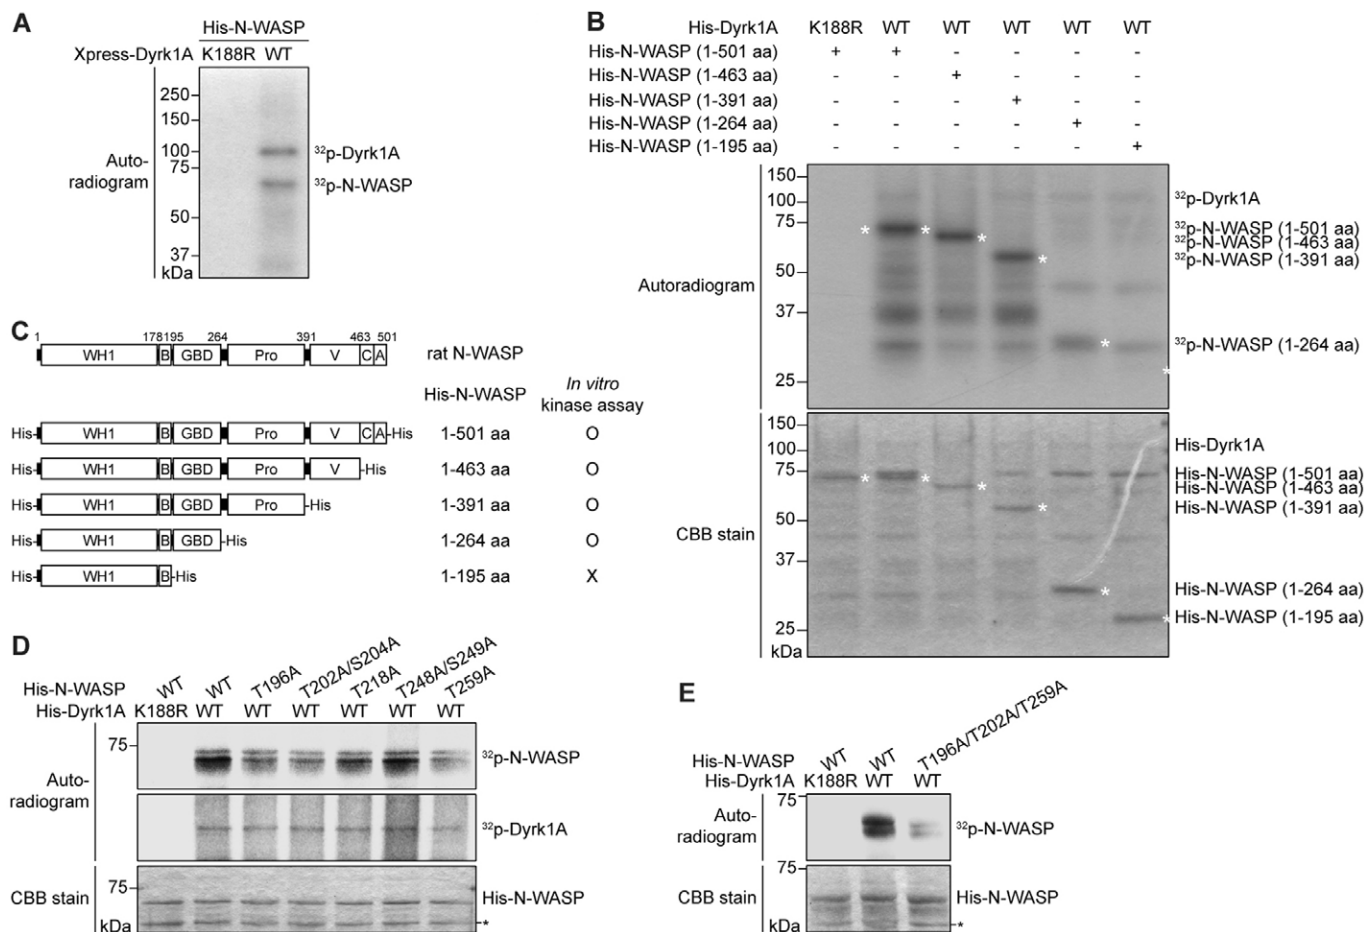 A
His-N-WASP
Xpress-Dyrk1A K188R WT
250
150
100
75
50
37
kDa
Auto-
radiogram
³²p-Dyrk1A
³²p-N-WASP
B
His-Dyrk1A K188R WT WT WT WT WT
His-N-WASP (1-501 aa) + + - - - -
His-N-WASP (1-463 aa) - - + - - -
His-N-WASP (1-391 aa) - - - + - -
His-N-WASP (1-264 aa) - - - - + -
His-N-WASP (1-195 aa) - - - - - +
150
100
75
50
37
25
Autoradiogram
* * * * * *
³²p-Dyrk1A
³²p-N-WASP (1-501 aa)
³²p-N-WASP (1-463 aa)
³²p-N-WASP (1-391 aa)
³²p-N-WASP (1-264 aa)
150
100
75
50
37
25
kDa
CBB stain
* * * * * *
His-Dyrk1A
His-N-WASP (1-501 aa)
His-N-WASP (1-463 aa)
His-N-WASP (1-391 aa)
His-N-WASP (1-264 aa)
His-N-WASP (1-195 aa)
C
1 178 195 264 391 463 501
WH1 B GBD Pro V C A rat N-WASP
His-N-WASP In vitro
kinase assay
His- WH1 B GBD Pro V C A -His 1-501 aa O
His- WH1 B GBD Pro V -His 1-463 aa O
His- WH1 B GBD Pro -His 1-391 aa O
His- WH1 B GBD -His 1-264 aa O
His- WH1 B -His 1-195 aa X
D
His-N-WASP WT WT T196A T202A/S204A T218A T248A/S249A T259A
His-Dyrk1A K188R WT WT WT WT WT WT
75
Auto-
radiogram
³²p-N-WASP
³²p-Dyrk1A
75
CBB stain
His-N-WASP
kDa
*
E
His-N-WASP WT WT T196A/T202A/T259A
His-Dyrk1A K188R WT WT
75
Auto-
radiogram
³²p-N-WASP
75
CBB stain
His-N-WASP
kDa
*